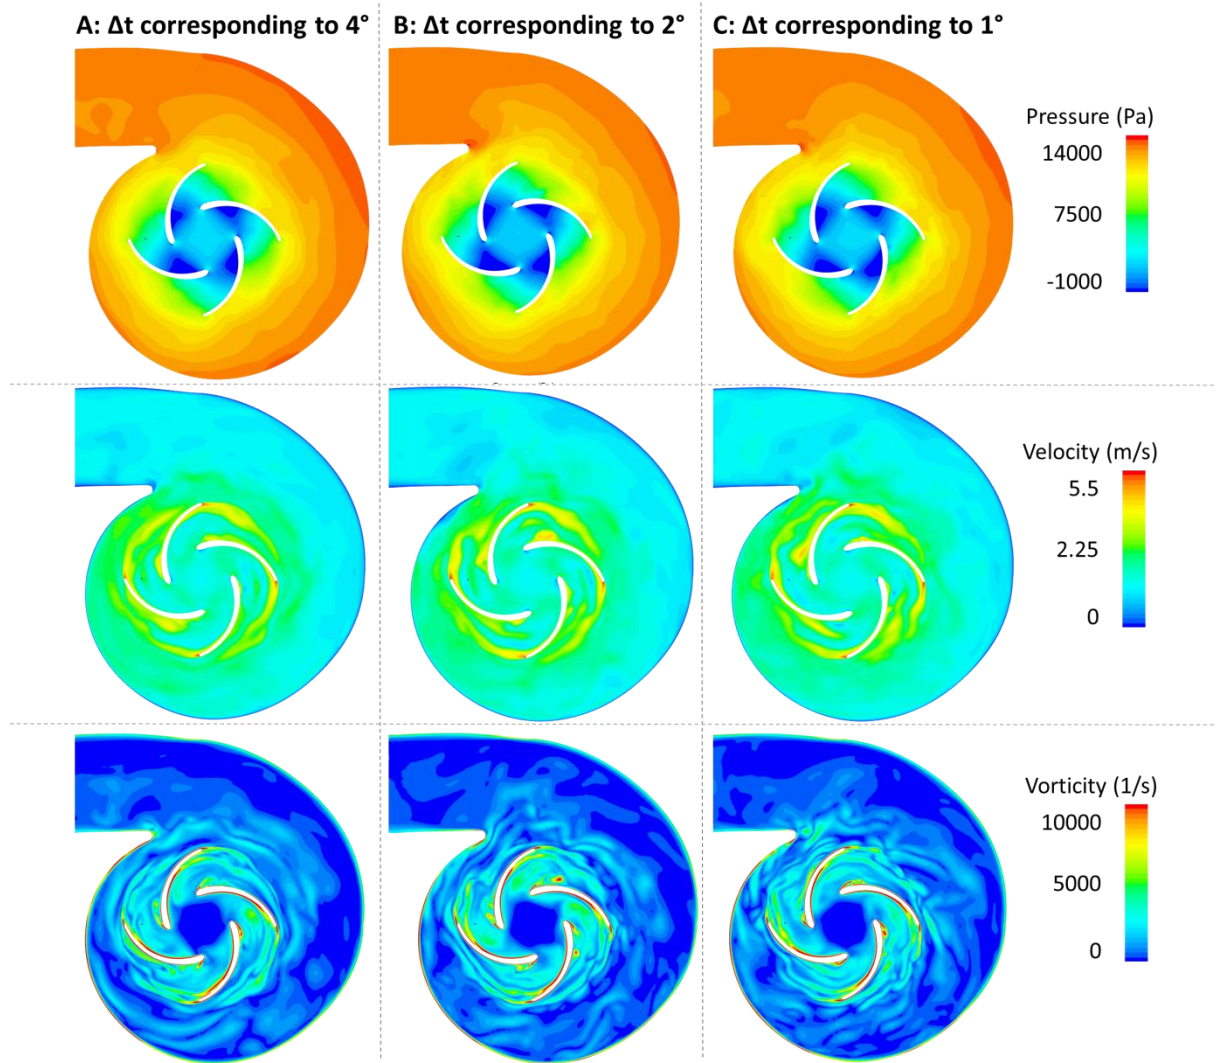 A: Δt corresponding to 4°
B: Δt corresponding to 2°
C: Δt corresponding to 1°
Pressure (Pa)
14000
7500
-1000
Velocity (m/s)
5.5
2.25
0
Vorticity (1/s)
10000
5000
0